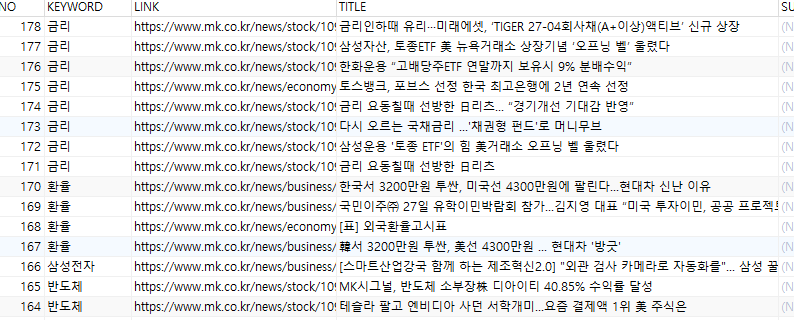 NO KEYWORD LINK TITLE SU
178 금리 https://www.mk.co.kr/news/stock/109 금리인하때 유리…미래에셋, 'TIGER 27-04회사채(A+이상)액티브' 신규 상장 (N
177 금리 https://www.mk.co.kr/news/stock/109 삼성자산, 토종ETF 美 뉴욕거래소 상장기념 '오프닝 벨' 울렸다 (N
176 금리 https://www.mk.co.kr/news/stock/109 한화운용 "고배당주ETF 연말까지 보유시 9% 분배수익" (N
175 금리 https://www.mk.co.kr/news/economy 토스뱅크, 포브스 선정 한국 최고은행에 2년 연속 선정 (N
174 금리 https://www.mk.co.kr/news/stock/109 금리 요동칠때 선방한 日리츠… "경기개선 기대감 반영" (N
173 금리 https://www.mk.co.kr/news/stock/109 다시 오르는 국채금리 …'채권형 펀드'로 머니무브 (N
172 금리 https://www.mk.co.kr/news/stock/109 삼성운용 '토종 ETF'의 힘 美거래소 오프닝 벨 울렸다 (N
171 금리 https://www.mk.co.kr/news/stock/109 금리 요동칠때 선방한 日리츠 (N
170 환율 https://www.mk.co.kr/news/business/ 한국서 3200만원 투싼, 미국선 4300만원에 팔린다…현대차 신난 이유 (N
169 환율 https://www.mk.co.kr/news/business/ 국민이주㈜ 27일 유학이민박람회 참가…김지영 대표 "미국 투자이민, 공공 프로젝트 (N
168 환율 https://www.mk.co.kr/news/economy [표] 외국환율고시표 (N
167 환율 https://www.mk.co.kr/news/business/ 韓서 3200만원 투싼, 美선 4300만원 … 현대차 '방긋' (N
166 삼성전자 https://www.mk.co.kr/news/business/ [스마트산업강국 함께 하는 제조혁신2.0] "외관 검사 카메라로 자동화를"… 삼성 꿀 (N
165 반도체 https://www.mk.co.kr/news/stock/109 MK시그널, 반도체 소부장株 디아이티 40.85% 수익률 달성 (N
164 반도체 https://www.mk.co.kr/news/stock/109 테슬라 팔고 엔비디아 사던 서학개미…요즘 결제액 1위 美 주식은 (N